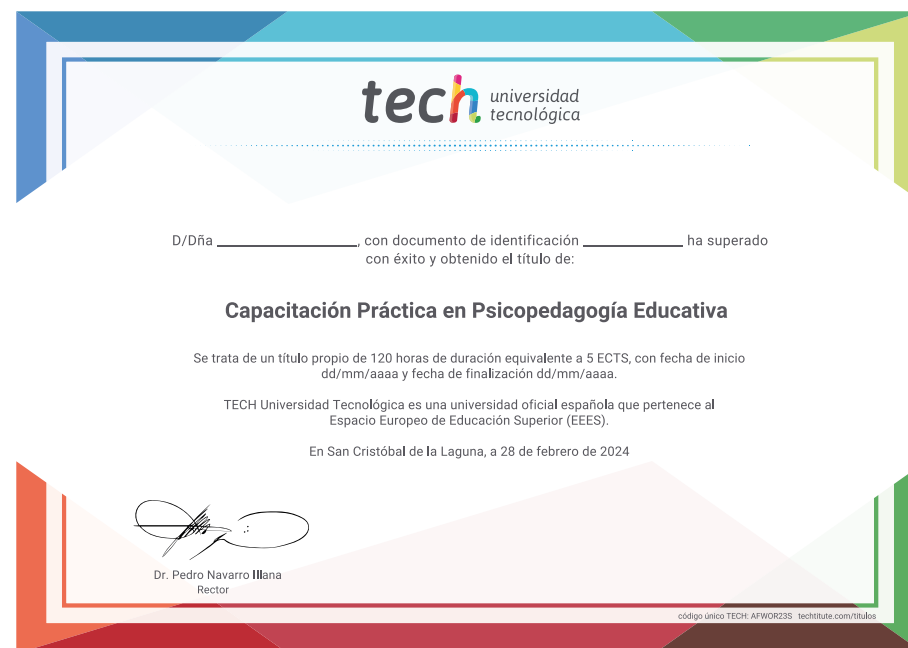 tech universidad
tecnológica
D/Dña ____________________, con documento de identificación ______________ ha superado
con éxito y obtenido el título de:
Capacitación Práctica en Psicopedagogía Educativa
Se trata de un título propio de 120 horas de duración equivalente a 5 ECTS, con fecha de inicio
dd/mm/aaaa y fecha de finalización dd/mm/aaaa.
TECH Universidad Tecnológica es una universidad oficial española que pertenece al
Espacio Europeo de Educación Superior (EEES).
En San Cristóbal de la Laguna, a 28 de febrero de 2024
Dr. Pedro Navarro Illana
Rector
código único TECH: AFWOR23S techtitute.com/titulos